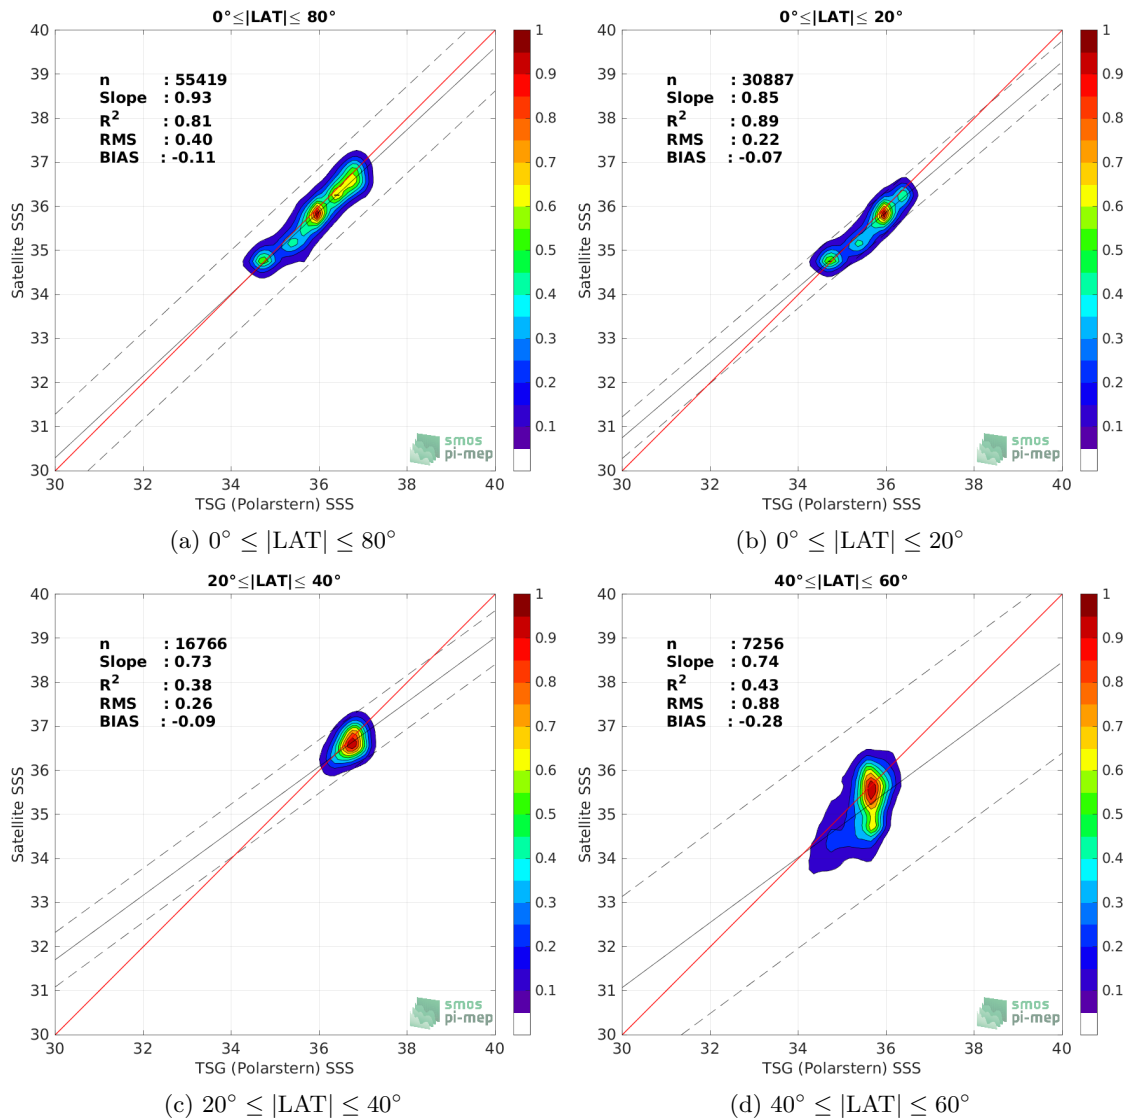 0°≤|LAT|≤ 80°
40
39
38
37
36
35
34
33
32
31
30
Satellite SSS
n : 55419
Slope : 0.93
R² : 0.81
RMS : 0.40
BIAS : -0.11
smos
pi-mep
30 32 34 36 38 40
TSG (Polarstern) SSS
1
0.9
0.8
0.7
0.6
0.5
0.4
0.3
0.2
0.1
(a) 0° ≤ |LAT| ≤ 80°
0°≤|LAT|≤ 20°
40
39
38
37
36
35
34
33
32
31
30
Satellite SSS
n : 30887
Slope : 0.85
R² : 0.89
RMS : 0.22
BIAS : -0.07
smos
pi-mep
30 32 34 36 38 40
TSG (Polarstern) SSS
1
0.9
0.8
0.7
0.6
0.5
0.4
0.3
0.2
0.1
(b) 0° ≤ |LAT| ≤ 20°
20°≤|LAT|≤ 40°
40
39
38
37
36
35
34
33
32
31
30
Satellite SSS
n : 16766
Slope : 0.73
R² : 0.38
RMS : 0.26
BIAS : -0.09
smos
pi-mep
30 32 34 36 38 40
TSG (Polarstern) SSS
1
0.9
0.8
0.7
0.6
0.5
0.4
0.3
0.2
0.1
(c) 20° ≤ |LAT| ≤ 40°
40°≤|LAT|≤ 60°
40
39
38
37
36
35
34
33
32
31
30
Satellite SSS
n : 7256
Slope : 0.74
R² : 0.43
RMS : 0.88
BIAS : -0.28
smos
pi-mep
30 32 34 36 38 40
TSG (Polarstern) SSS
1
0.9
0.8
0.7
0.6
0.5
0.4
0.3
0.2
0.1
(d) 40° ≤ |LAT| ≤ 60°